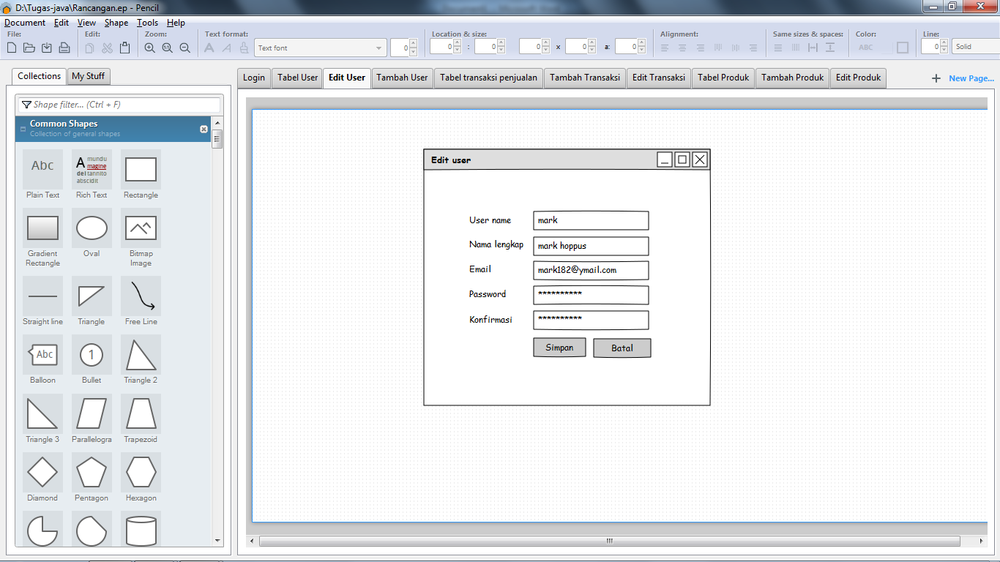 D:\Tugas-java\Rancangan.ep - Pencil
Document Edit View Shape Tools Help
File: Edit: Zoom: Text format: Location & size: Alignment: Same sizes & spaces: Color: Line:
Text font 0 0 : 0 0 x 0 a: 0 ABC 0 Solid
Collections My Stuff
Login Tabel User Edit User Tambah User Tabel transaksi penjualan Tambah Transaksi Edit Transaksi Tabel Produk Tambah Produk Edit Produk + New Page...
Shape filter... (Ctrl + F)
Common Shapes
Collection of general shapes
Abc
A mundu
magine
del tannito
abscidit
Plain Text Rich Text Rectangle
Gradient Rectangle Oval Bitmap Image
Straight line Triangle Free Line
Abc 1
Balloon Bullet Triangle 2
Triangle 3 Parallelogra Trapezoid
Diamond Pentagon Hexagon
Edit user
User name mark
Nama lengkap mark hoppus
Email mark182@ymail.com
Password **********
Konfirmasi **********
Simpan Batal